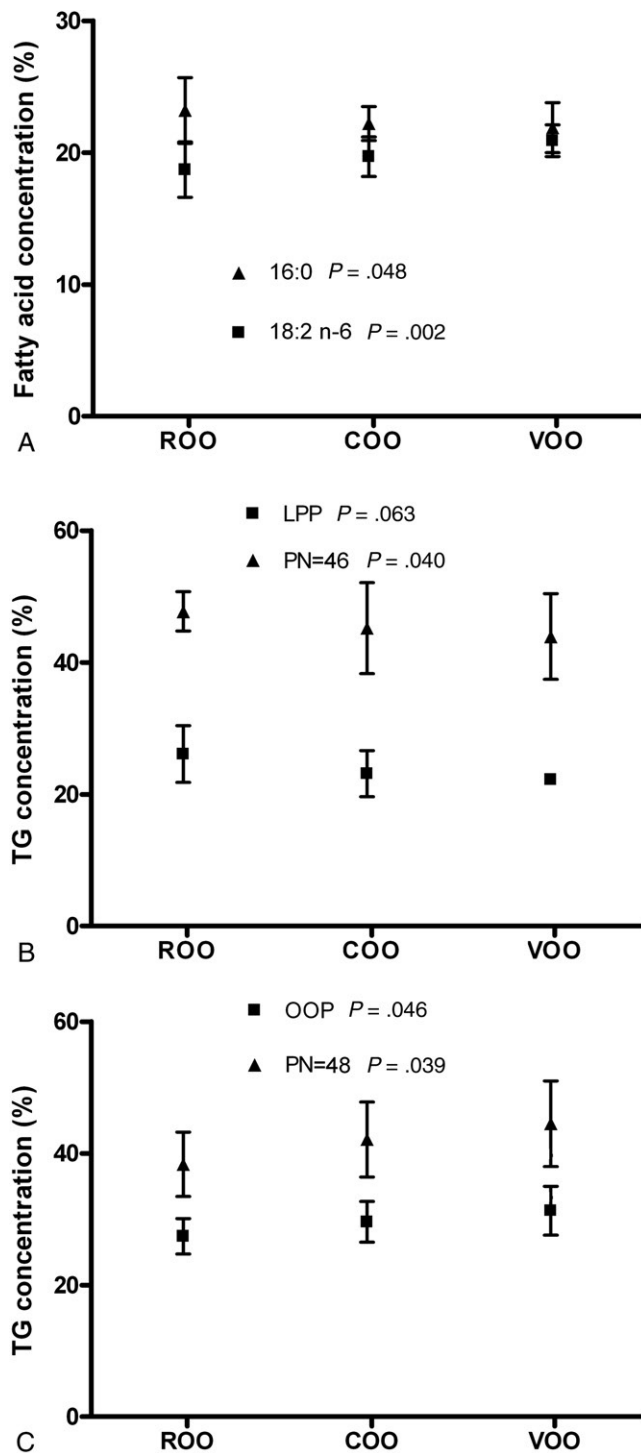 30
20
10
0
Fatty acid concentration (%)
16:0 P = .048
18:2 n-6 P = .002
A
ROO COO VOO
LPP P = .063
PN=46 P = .040
60
40
20
0
TG concentration (%)
B
ROO COO VOO
OOP P = .046
PN=48 P = .039
60
40
20
0
TG concentration (%)
C
ROO COO VOO